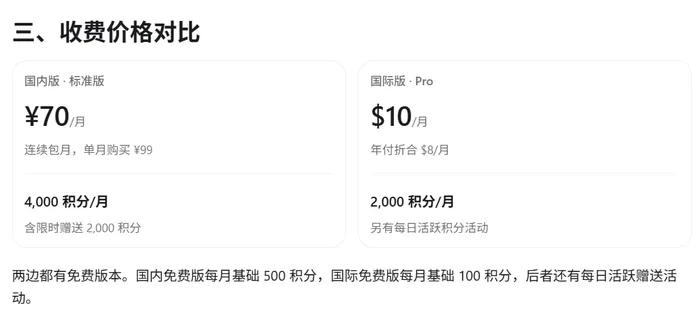 三、收费价格对比
国内版 · 标准版
¥70/月
连续包月，单月购买 ¥99
4,000 积分/月
含限时赠送 2,000 积分
国际版 · Pro
$10/月
年付折合 $8/月
2,000 积分/月
另有每日活跃积分活动
两边都有免费版本。国内免费版每月基础 500 积分，国际免费版每月基础 100 积分，后者还有每日活跃赠送活
动。